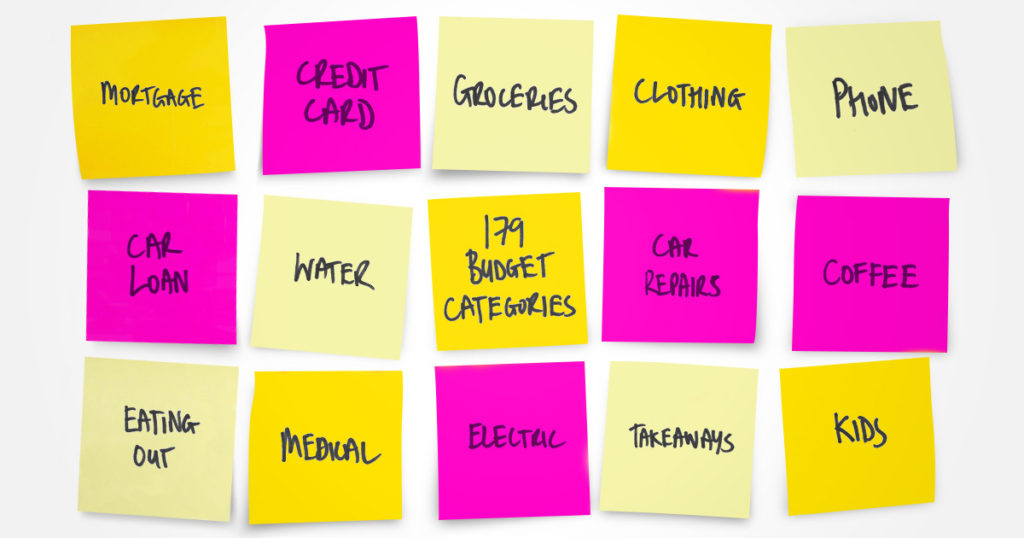 MORTGAGE
CREDIT
CARD
GROCERIES
CLOTHING
PHONE
CAR
LOAN
WATER
179
BUDGET
CATEGORIES
CAR
REPAIRS
COFFEE
EATING
OUT
MEDICAL
ELECTRIC
TAKEAWAYS
KIDS